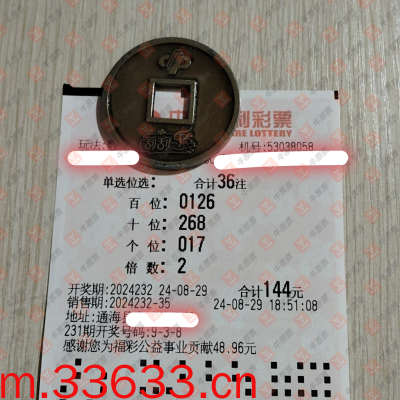 中 利彩票
RE LOTTERY
玩法: 机号:53038058
单选位选: 合计36注
百 位: 0126
十 位: 268
个 位: 017
倍 数: 2
开奖期:2024232 24-08-29 合计144元
销售期:2024232-35 24-08-29 18:51:08
地址:通海县
231期开奖号码:9-3-8
感谢您为福彩公益事业贡献48.96元
m.33633.cn